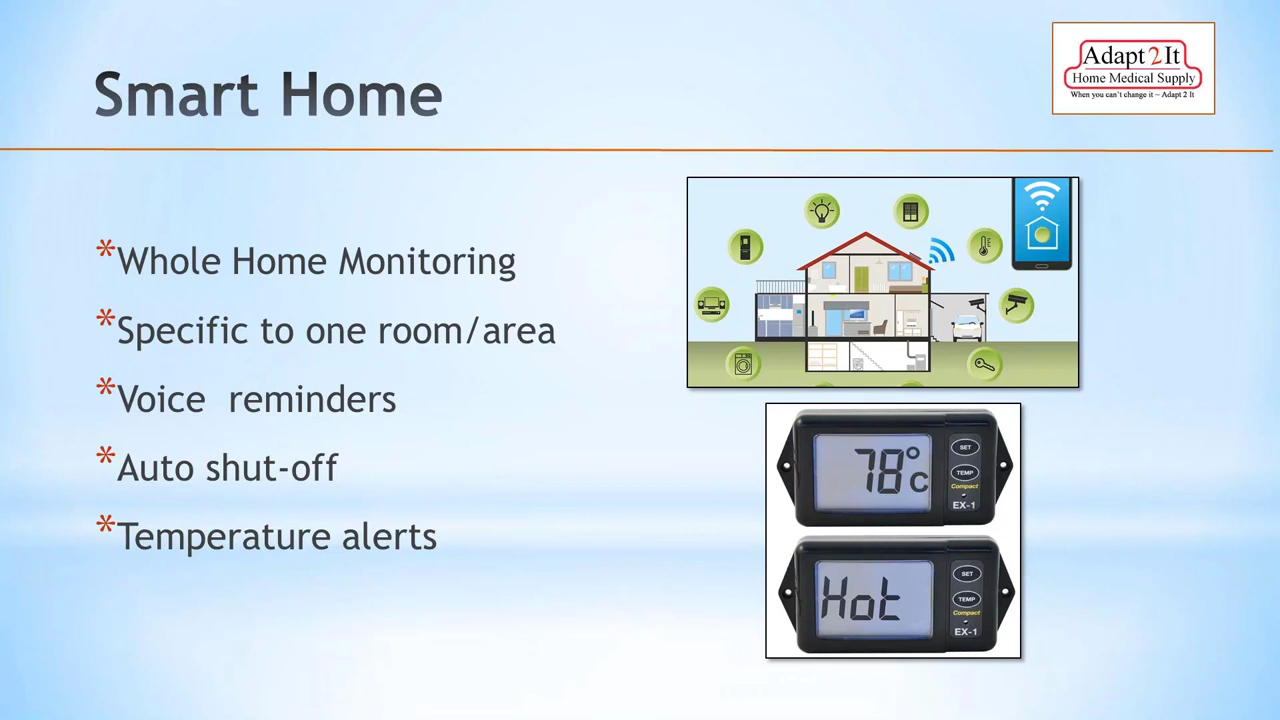 Smart Home
Adapt 2 It
Home Medical Supply
When you can't change it ~ Adapt 2 It
*Whole Home Monitoring
*Specific to one room/area
*Voice  reminders
*Auto shut-off
*Temperature alerts
78°C
SET
TEMP
Compact
EX-1
Hot
SET
TEMP
Compact
EX-1